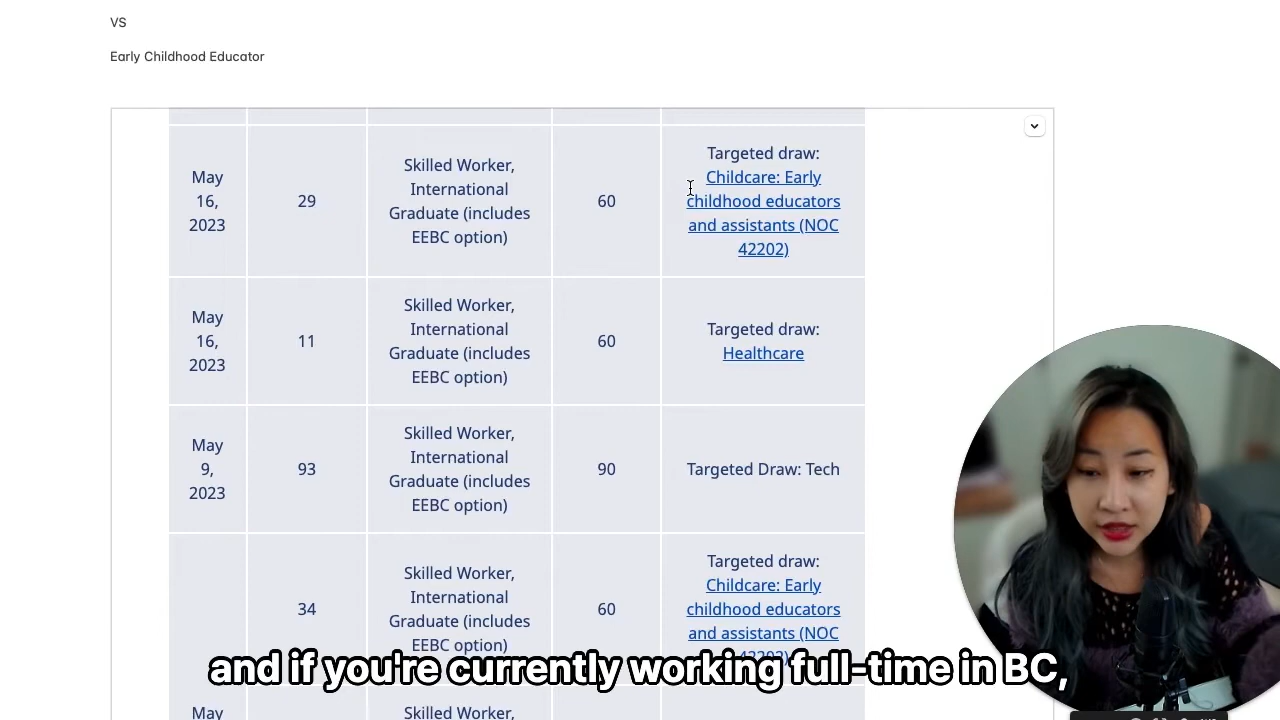 VS
Early Childhood Educator
May
16,
2023
29
Skilled Worker,
International
Graduate (includes
EEBC option)
60
Targeted draw:
Childcare: Early
childhood educators
and assistants (NOC
42202)
May
16,
2023
11
Skilled Worker,
International
Graduate (includes
EEBC option)
60
Targeted draw:
Healthcare
May
9,
2023
93
Skilled Worker,
International
Graduate (includes
EEBC option)
90
Targeted Draw: Tech
34
Skilled Worker,
International
Graduate (includes
EEBC option)
60
Targeted draw:
Childcare: Early
childhood educators
and assistants (NOC
May
Skilled Worker,
and if you're currently working full-time in BC,